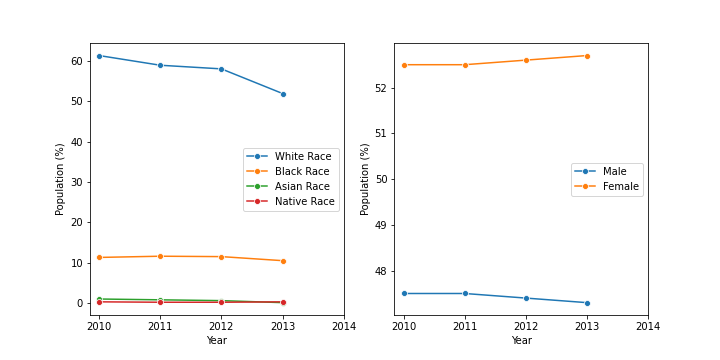 60
50
40
30
20
10
0
Population (%)
White Race
Black Race
Asian Race
Native Race
2010 2011 2012 2013 2014
Year
52
51
50
49
48
Population (%)
Male
Female
2010 2011 2012 2013 2014
Year